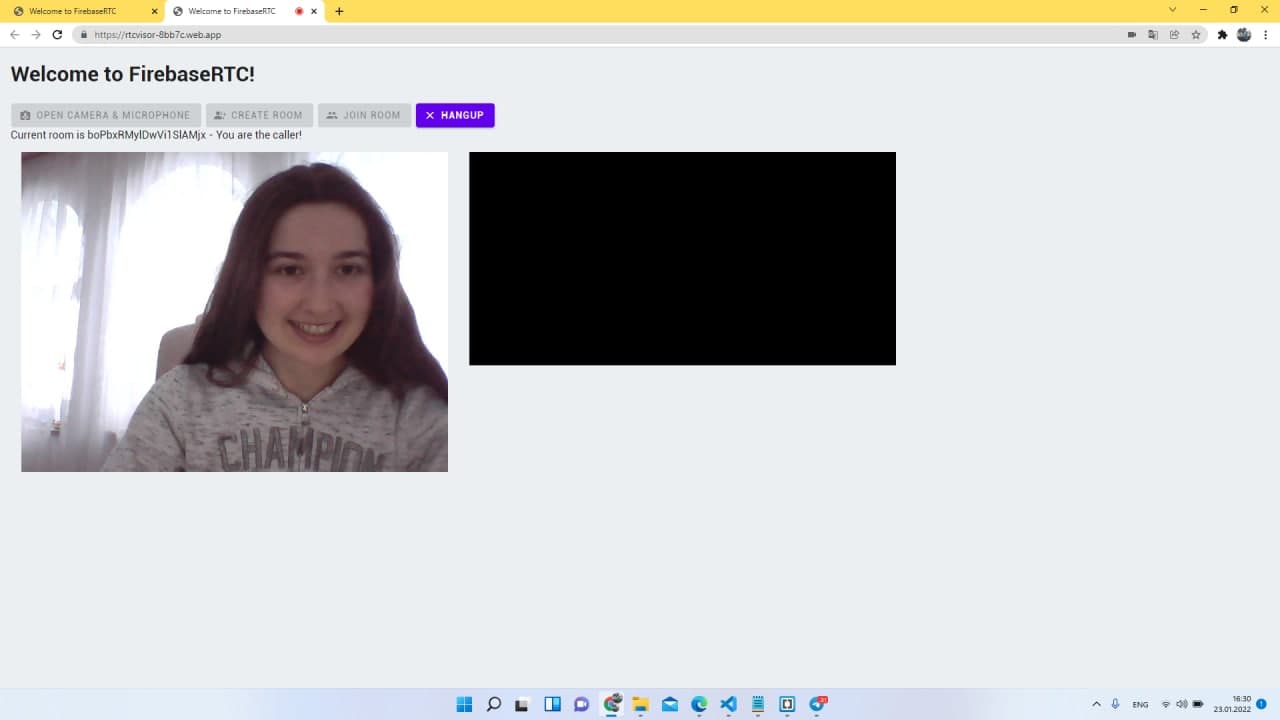 Welcome to FirebaseRTC
Welcome to FirebaseRTC
https://rtcvisor-8bb7c.web.app
Welcome to FirebaseRTC!
OPEN CAMERA & MICROPHONE
CREATE ROOM
JOIN ROOM
HANGUP
Current room is boPbxRMylDwVi1SlAMjx - You are the caller!
CHAMPION
ENG
16:30
23.01.2022
1